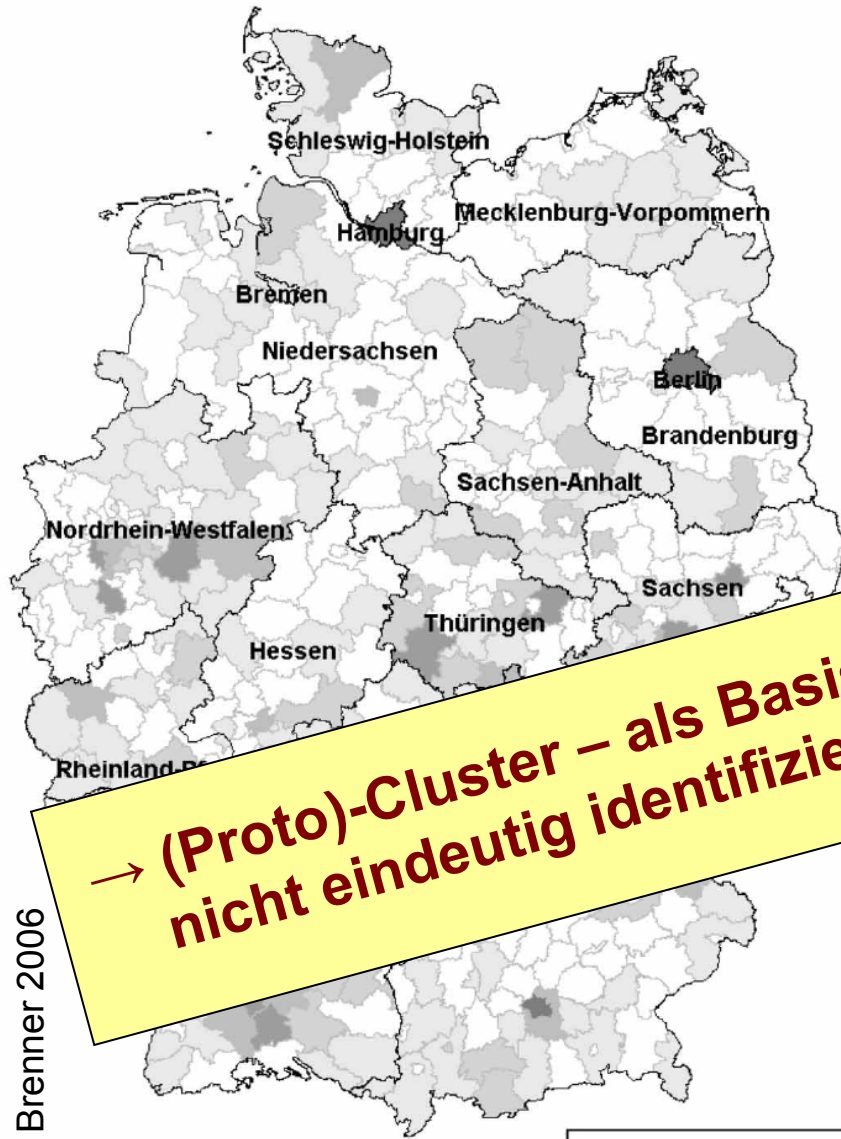 Schleswig-Holstein
Mecklenburg-Vorpommern
Hamburg
Bremen
Niedersachsen
Berlin
Brandenburg
Sachsen-Anhalt
Nordrhein-Westfalen
Sachsen
Thüringen
Hessen
→ (Proto)-Cluster – als Basis
nicht eindeutig
Brenner 2006